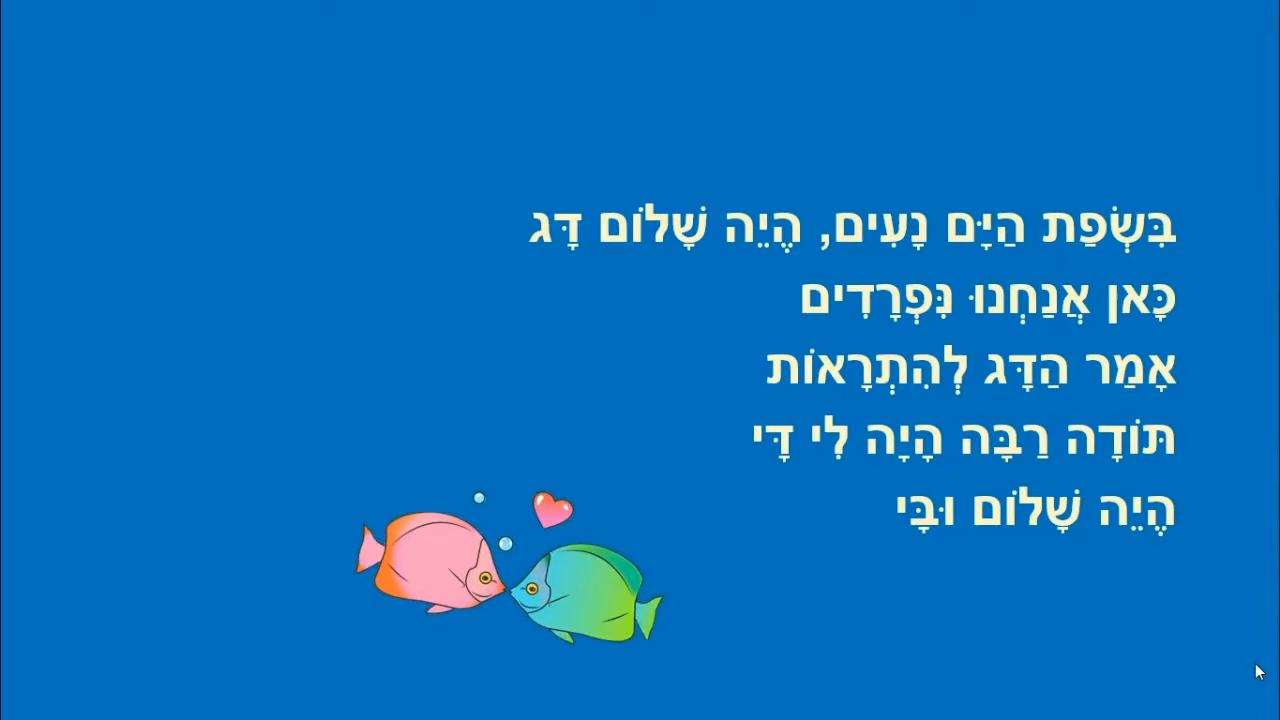 בִּשְׂפַת הַיָּם נָעִים, הֱיֵה שָׁלוֹם דָּג
כָּאן אֲנַחְנוּ נִּפְרָדִים
אָמַר הַדָּג לְהִתְרָאוֹת
תּוֹדָה רַבָּה הָיָה לִי דָּי
הֱיֵה שָׁלוֹם וּבָּי